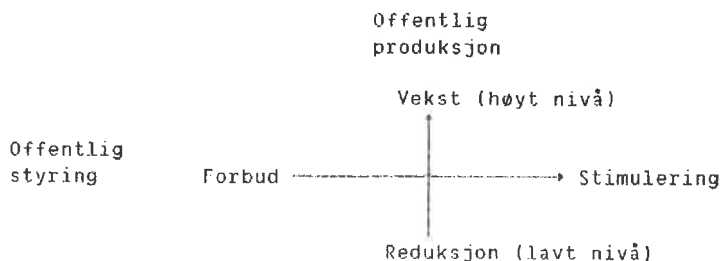 Offentlig
produksjon
Vekst (høyt nivå)
Offentlig
styring
Forbud
Stimulering
Reduksjon (lavt nivå)